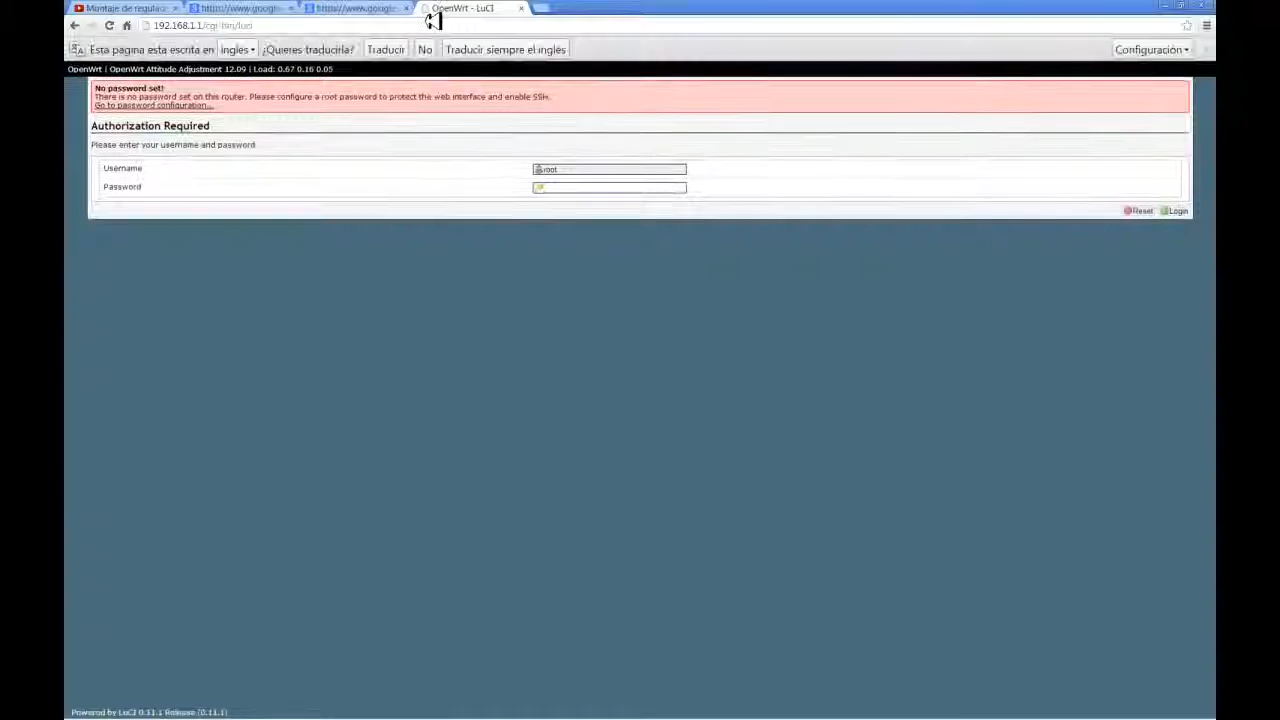 Montaje de regulad
https://www.google
https://www.google
OpenWrt - LuCI
192.168.1.1/cgi-bin/luci
Esta página está escrita en inglés ¿Quieres traducirla? Traducir No Traducir siempre el inglés Configuración
OpenWrt | OpenWrt Attitude Adjustment 12.09 | Load: 0.67 0.16 0.05
No password set!
There is no password set on this router. Please configure a root password to protect the web interface and enable SSH.
Go to password configuration...
Authorization Required
Please enter your username and password
Username root
Password
Reset Login
Powered by LuCI 0.11.1 Release (0.11.1)